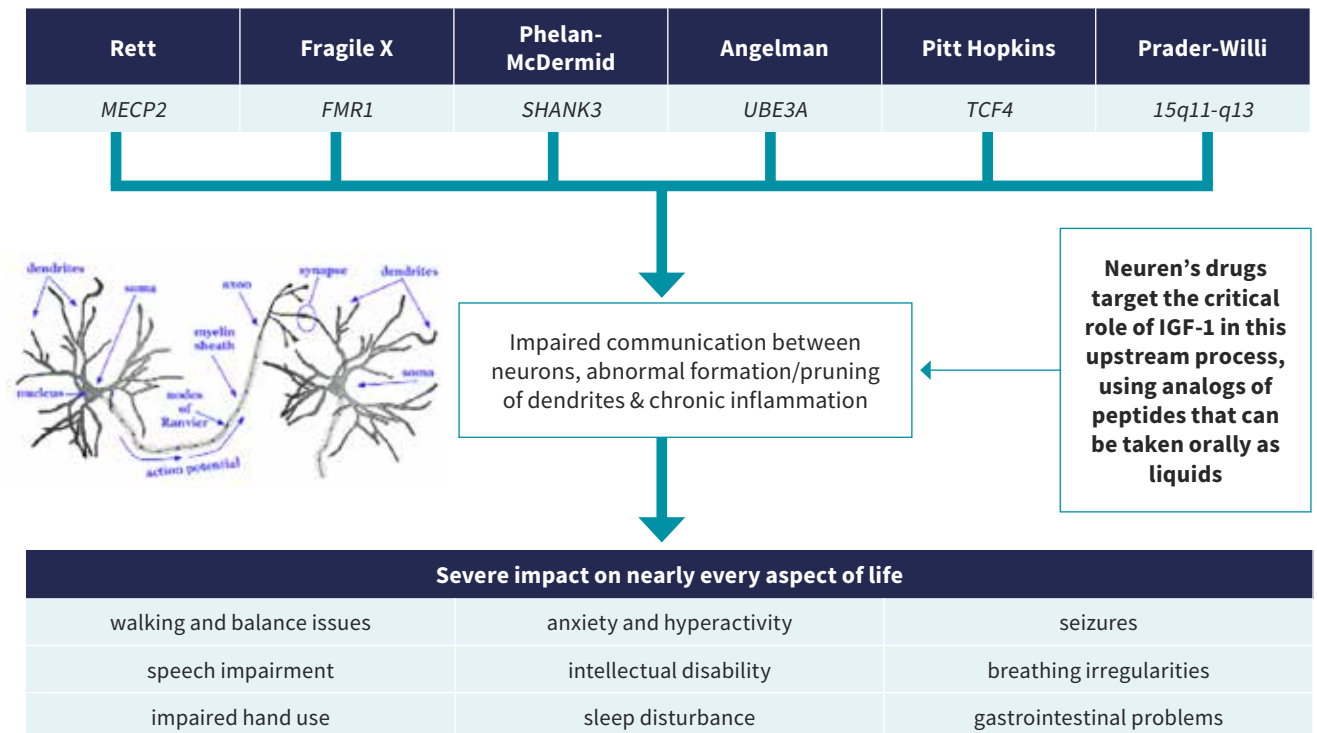 Rett
Fragile X
Phelan-
McDermid
Angelman
Pitt Hopkins
Prader-Willi
MECP2
FMR1
SHANK3
UBE3A
TCF4
15q11-q13
dendrites
soma
axon
synapse
dendrites
myelin
sheath
nucleus
nodes
of
Ranvier
soma
action potential
Impaired communication between
neurons, abnormal formation/pruning
of dendrites & chronic inflammation
Neuren’s drugs
target the critical
role of IGF-1 in this
upstream process,
using analogs of
peptides that can
be taken orally as
liquids
Severe impact on nearly every aspect of life
walking and balance issues
anxiety and hyperactivity
seizures
speech impairment
intellectual disability
breathing irregularities
impaired hand use
sleep disturbance
gastrointestinal problems